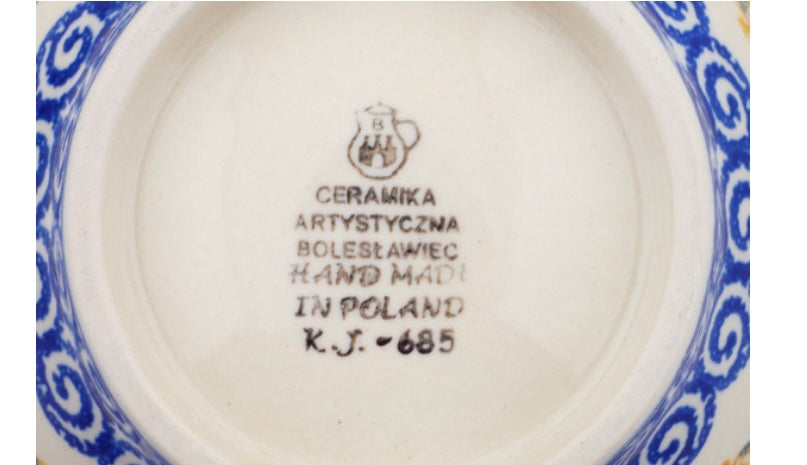 B
CERAMIKA
ARTYSTYCZNA
BOLESŁAWIEC
HAND MADE
IN POLAND
K.J.-685